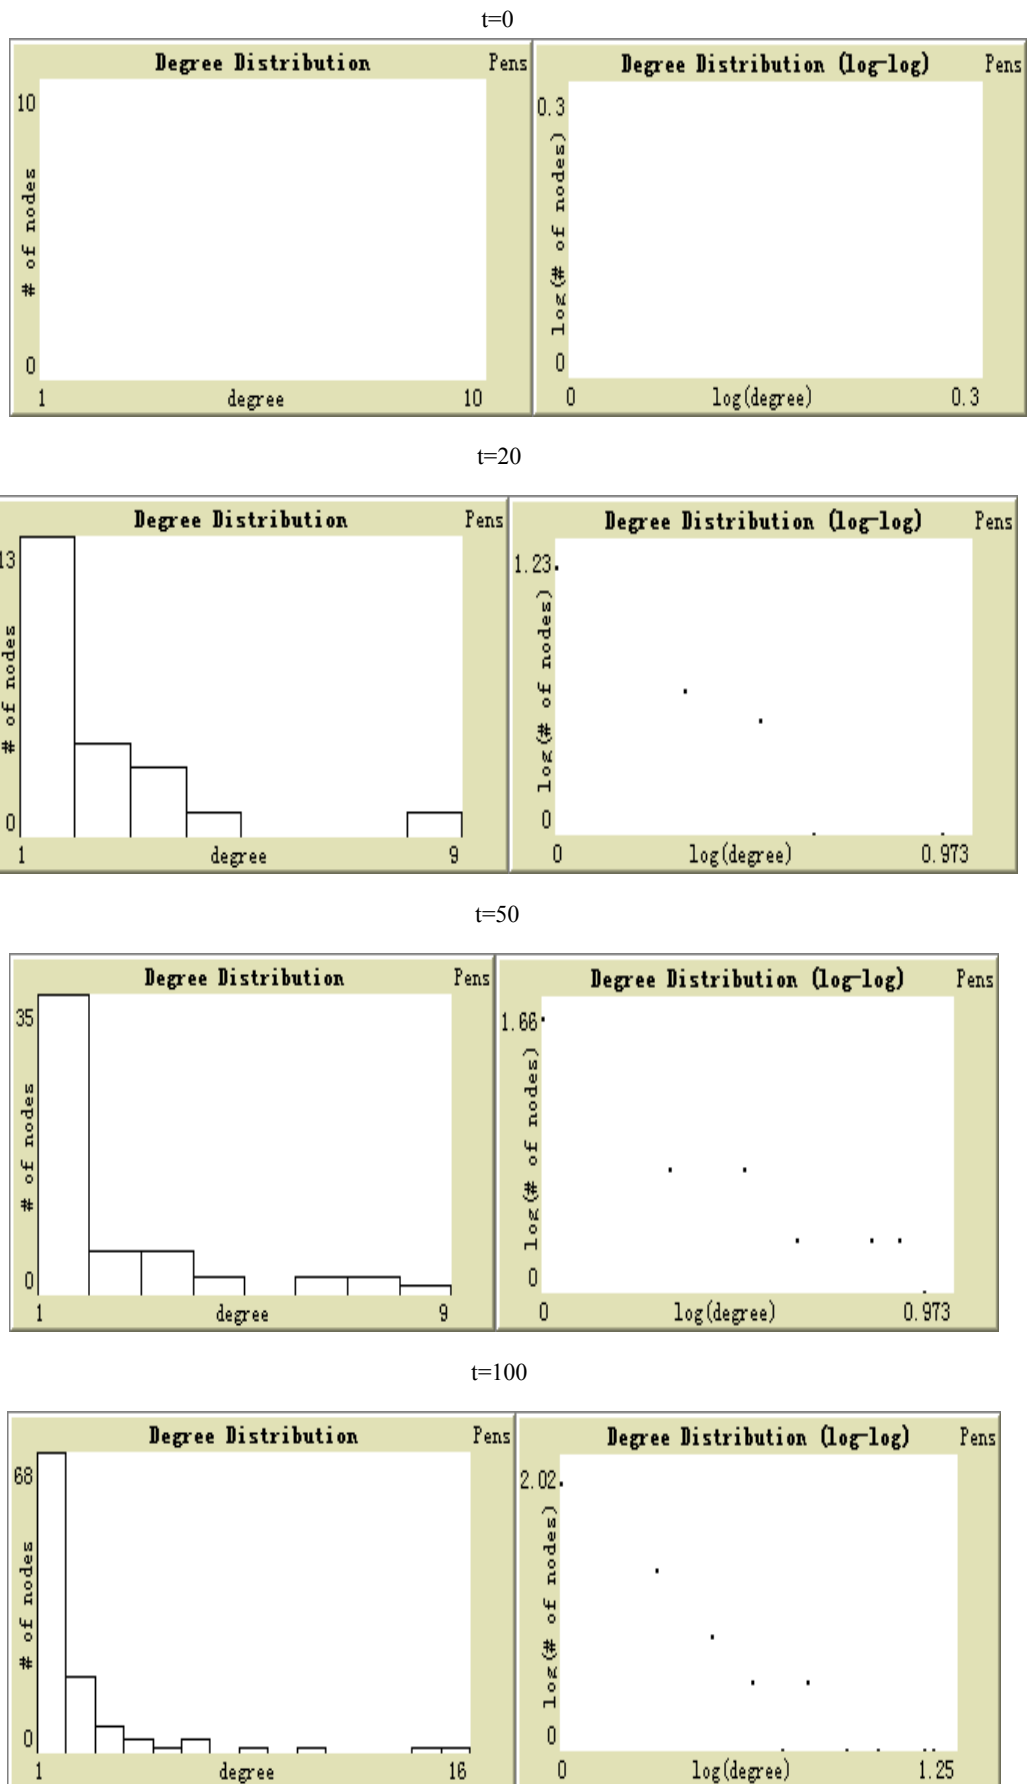 t=0
Degree Distribution Pens
10
# of nodes
0
1 degree 10
Degree Distribution (log-log) Pens
0.3
log(# of nodes)
0
0 log(degree) 0.3
t=20
Degree Distribution Pens
13
# of nodes
0
1 degree 9
Degree Distribution (log-log) Pens
1.23
log(# of nodes)
0
0 log(degree) 0.973
t=50
Degree Distribution Pens
35
# of nodes
0
1 degree 9
Degree Distribution (log-log) Pens
1.66
log(# of nodes)
0
0 log(degree) 0.973
t=100
Degree Distribution Pens
68
# of nodes
0
1 degree 16
Degree Distribution (log-log) Pens
2.02
log(# of nodes)
0
0 log(degree) 1.25